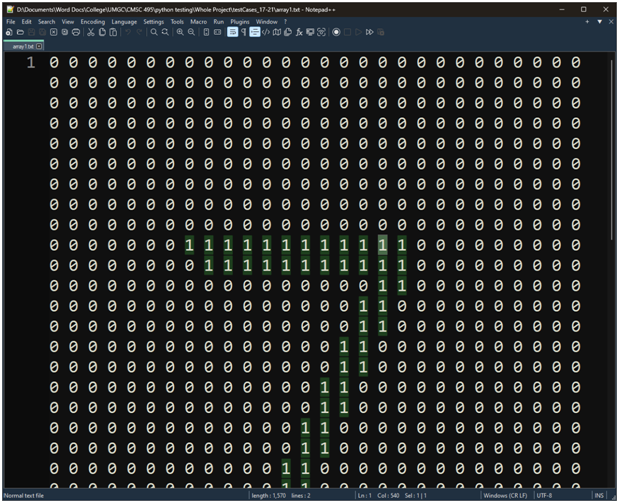 D:\Documents\Word Docs\College\UMGC\CMSC 495\python testing\Whole Project\testCases_17-21\array1.txt - Notepad++
File Edit Search View Encoding Language Settings Tools Macro Run Plugins Window ?
array1.txt
1 0 0 0 0 0 0 0 0 0 0 0 0 0 0 0 0 0 0 0 0 0 0 0 0 0 0 0 0
0 0 0 0 0 0 0 0 0 0 0 0 0 0 0 0 0 0 0 0 0 0 0 0 0 0 0 0
0 0 0 0 0 0 0 0 0 0 0 0 0 0 0 0 0 0 0 0 0 0 0 0 0 0 0 0
0 0 0 0 0 0 0 0 0 0 0 0 0 0 0 0 0 0 0 0 0 0 0 0 0 0 0 0
0 0 0 0 0 0 0 0 0 0 0 0 0 0 0 0 0 0 0 0 0 0 0 0 0 0 0 0
0 0 0 0 0 0 0 0 0 0 0 0 0 0 0 0 0 0 0 0 0 0 0 0 0 0 0 0
0 0 0 0 0 0 0 0 0 0 0 0 0 0 0 0 0 0 0 0 0 0 0 0 0 0 0 0
0 0 0 0 0 0 0 0 0 0 0 0 0 0 0 0 0 0 0 0 0 0 0 0 0 0 0 0
0 0 0 0 0 0 0 0 0 0 0 0 0 0 0 0 0 0 0 0 0 0 0 0 0 0 0 0
0 0 0 0 0 0 0 1 1 1 1 1 1 1 1 1 1 1 1 0 0 0 0 0 0 0 0 0
0 0 0 0 0 0 0 0 1 1 1 1 1 1 1 1 1 1 1 0 0 0 0 0 0 0 0 0
0 0 0 0 0 0 0 0 0 0 0 0 0 0 0 0 0 1 1 0 0 0 0 0 0 0 0 0
0 0 0 0 0 0 0 0 0 0 0 0 0 0 0 0 1 1 0 0 0 0 0 0 0 0 0 0
0 0 0 0 0 0 0 0 0 0 0 0 0 0 0 0 1 1 0 0 0 0 0 0 0 0 0 0
0 0 0 0 0 0 0 0 0 0 0 0 0 0 0 1 1 0 0 0 0 0 0 0 0 0 0 0
0 0 0 0 0 0 0 0 0 0 0 0 0 0 0 1 1 0 0 0 0 0 0 0 0 0 0 0
0 0 0 0 0 0 0 0 0 0 0 0 0 0 1 1 0 0 0 0 0 0 0 0 0 0 0 0
0 0 0 0 0 0 0 0 0 0 0 0 0 0 1 1 0 0 0 0 0 0 0 0 0 0 0 0
0 0 0 0 0 0 0 0 0 0 0 0 0 1 1 0 0 0 0 0 0 0 0 0 0 0 0 0
0 0 0 0 0 0 0 0 0 0 0 0 0 1 1 0 0 0 0 0 0 0 0 0 0 0 0 0
0 0 0 0 0 0 0 0 0 0 0 0 1 1 0 0 0 0 0 0 0 0 0 0 0 0 0 0
Normal text file length : 1,570 lines : 2 Ln : 1 Col : 540 Sel : 1 | 1 Windows (CR LF) UTF-8 INS